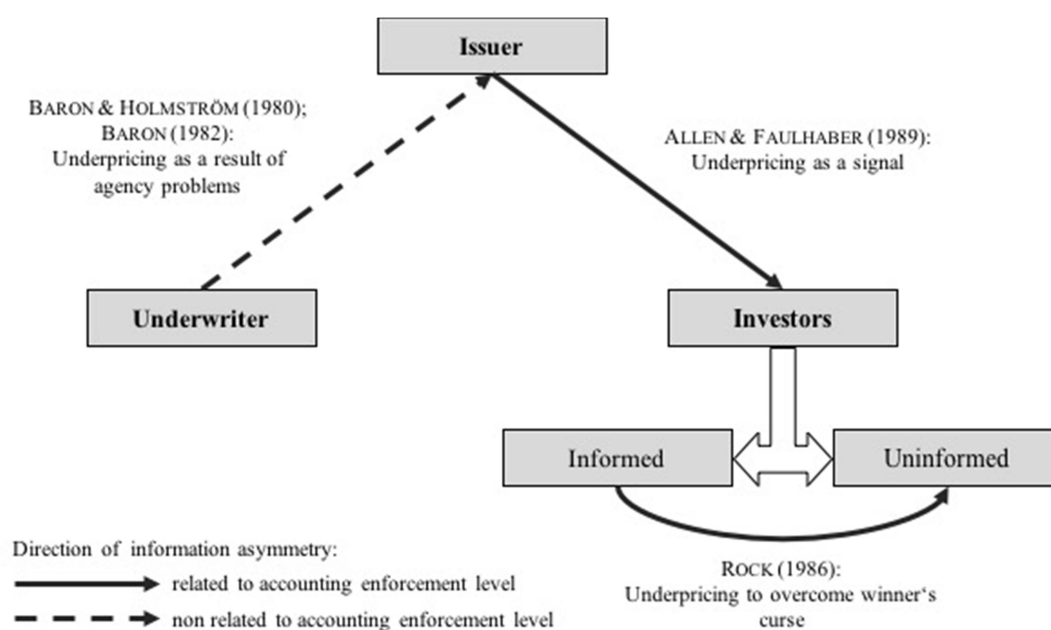 Issuer
BARON & HOLMSTRÖM (1980);
BARON (1982):
Underpricing as a result of
agency problems
ALLEN & FAULHABER (1989):
Underpricing as a signal
Underwriter
Investors
Informed
Uninformed
Direction of information asymmetry:
related to accounting enforcement level
non related to accounting enforcement level
ROCK (1986):
Underpricing to overcome winner‘s
curse